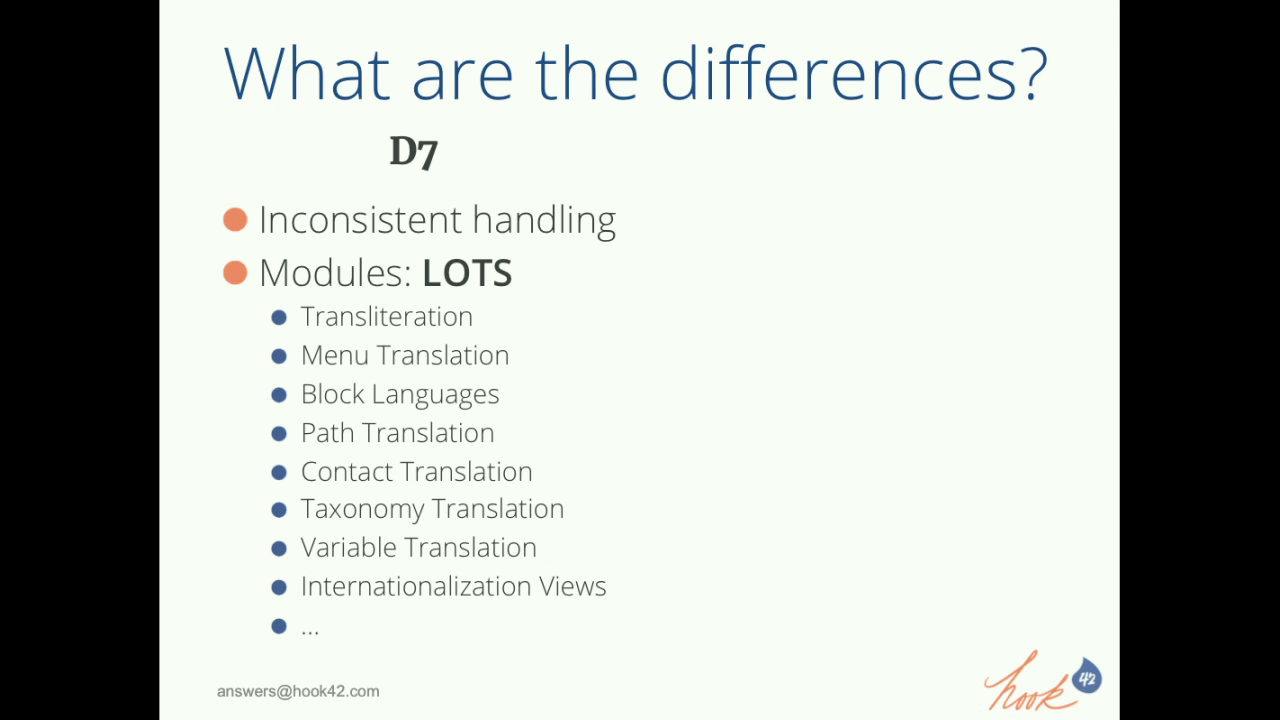 What are the differences?
D7
Inconsistent handling
Modules: LOTS
Transliteration
Menu Translation
Block Languages
Path Translation
Contact Translation
Taxonomy Translation
Variable Translation
Internationalization Views
...
answers@hook42.com
hook 42